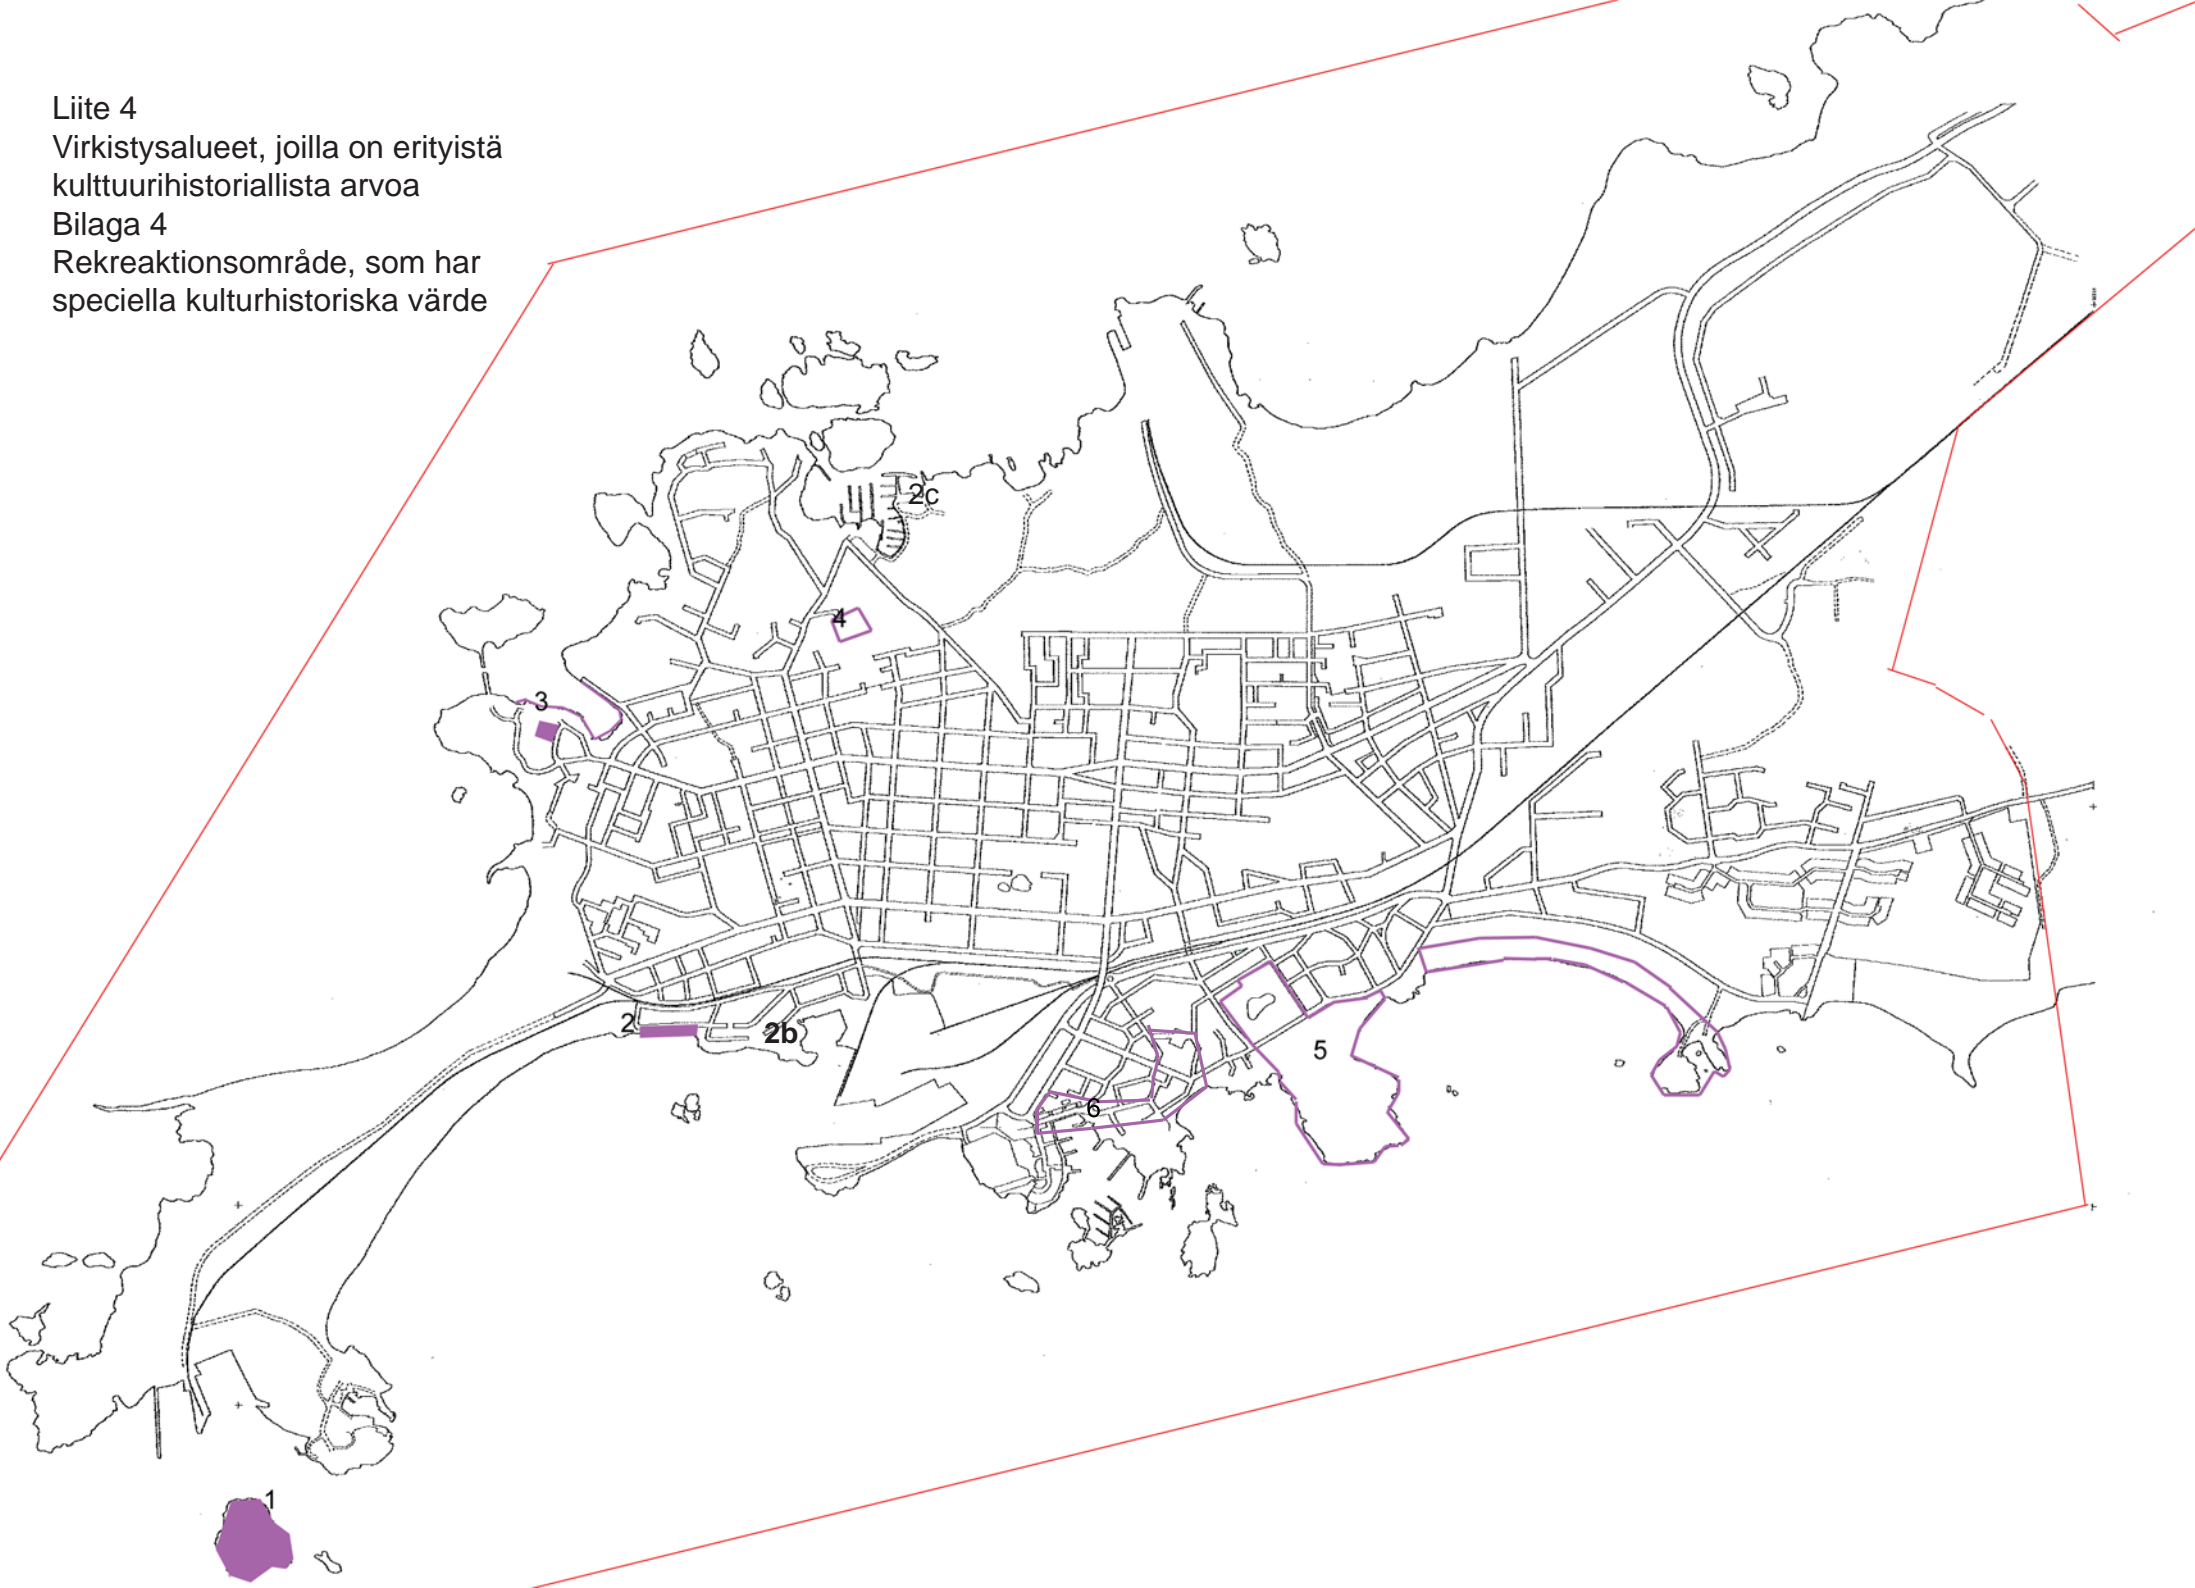 Liite 4
Virkistysalueet, joilla on erityistä
kulttuurihistoriallista arvoa
Bilaga 4
Rekreaktionsområde, som har
speciella kulturhistoriska värde
2c
4
3
2
2b
5
6
1